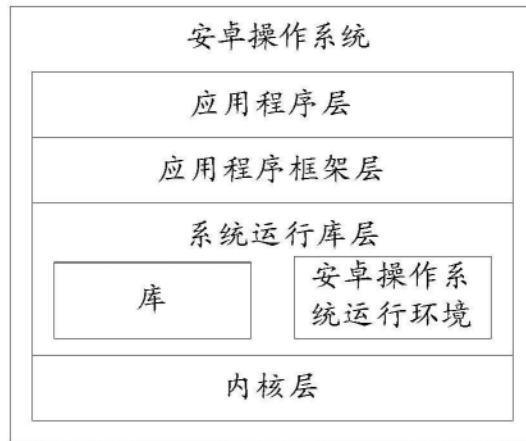 安卓操作系统
应用程序层
应用程序框架层
系统运行库层
库
安卓操作系
统运行环境
内核层